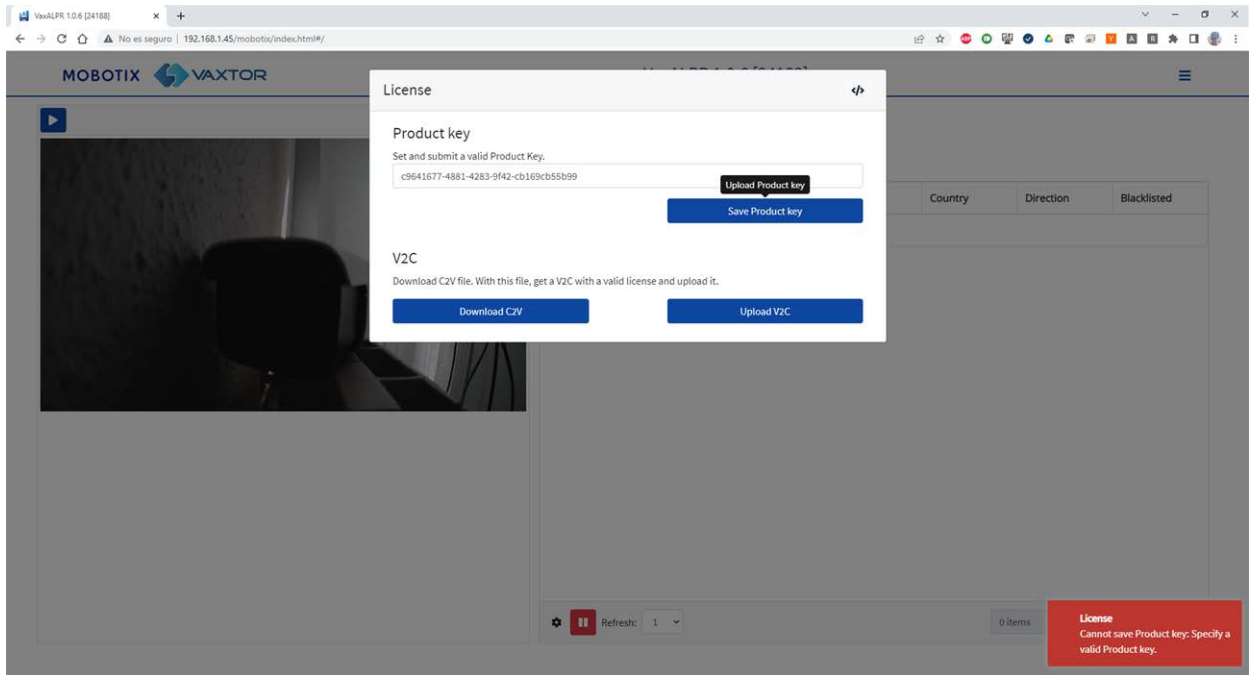 VaxALPR 1.0.6 [24188]
No es seguro | 192.168.1.45/mobotix/index.html#/
MOBOTIX VAXTOR
License
Product key
Set and submit a valid Product Key.
c9641677-4881-4283-9f42-cb169cb55b99
Upload Product key
Save Product key
Country Direction Blacklisted
V2C
Download C2V file. With this file, get a V2C with a valid license and upload it.
Download C2V Upload V2C
Refresh: 1 0 items
License
Cannot save Product key: Specify a
valid Product key.